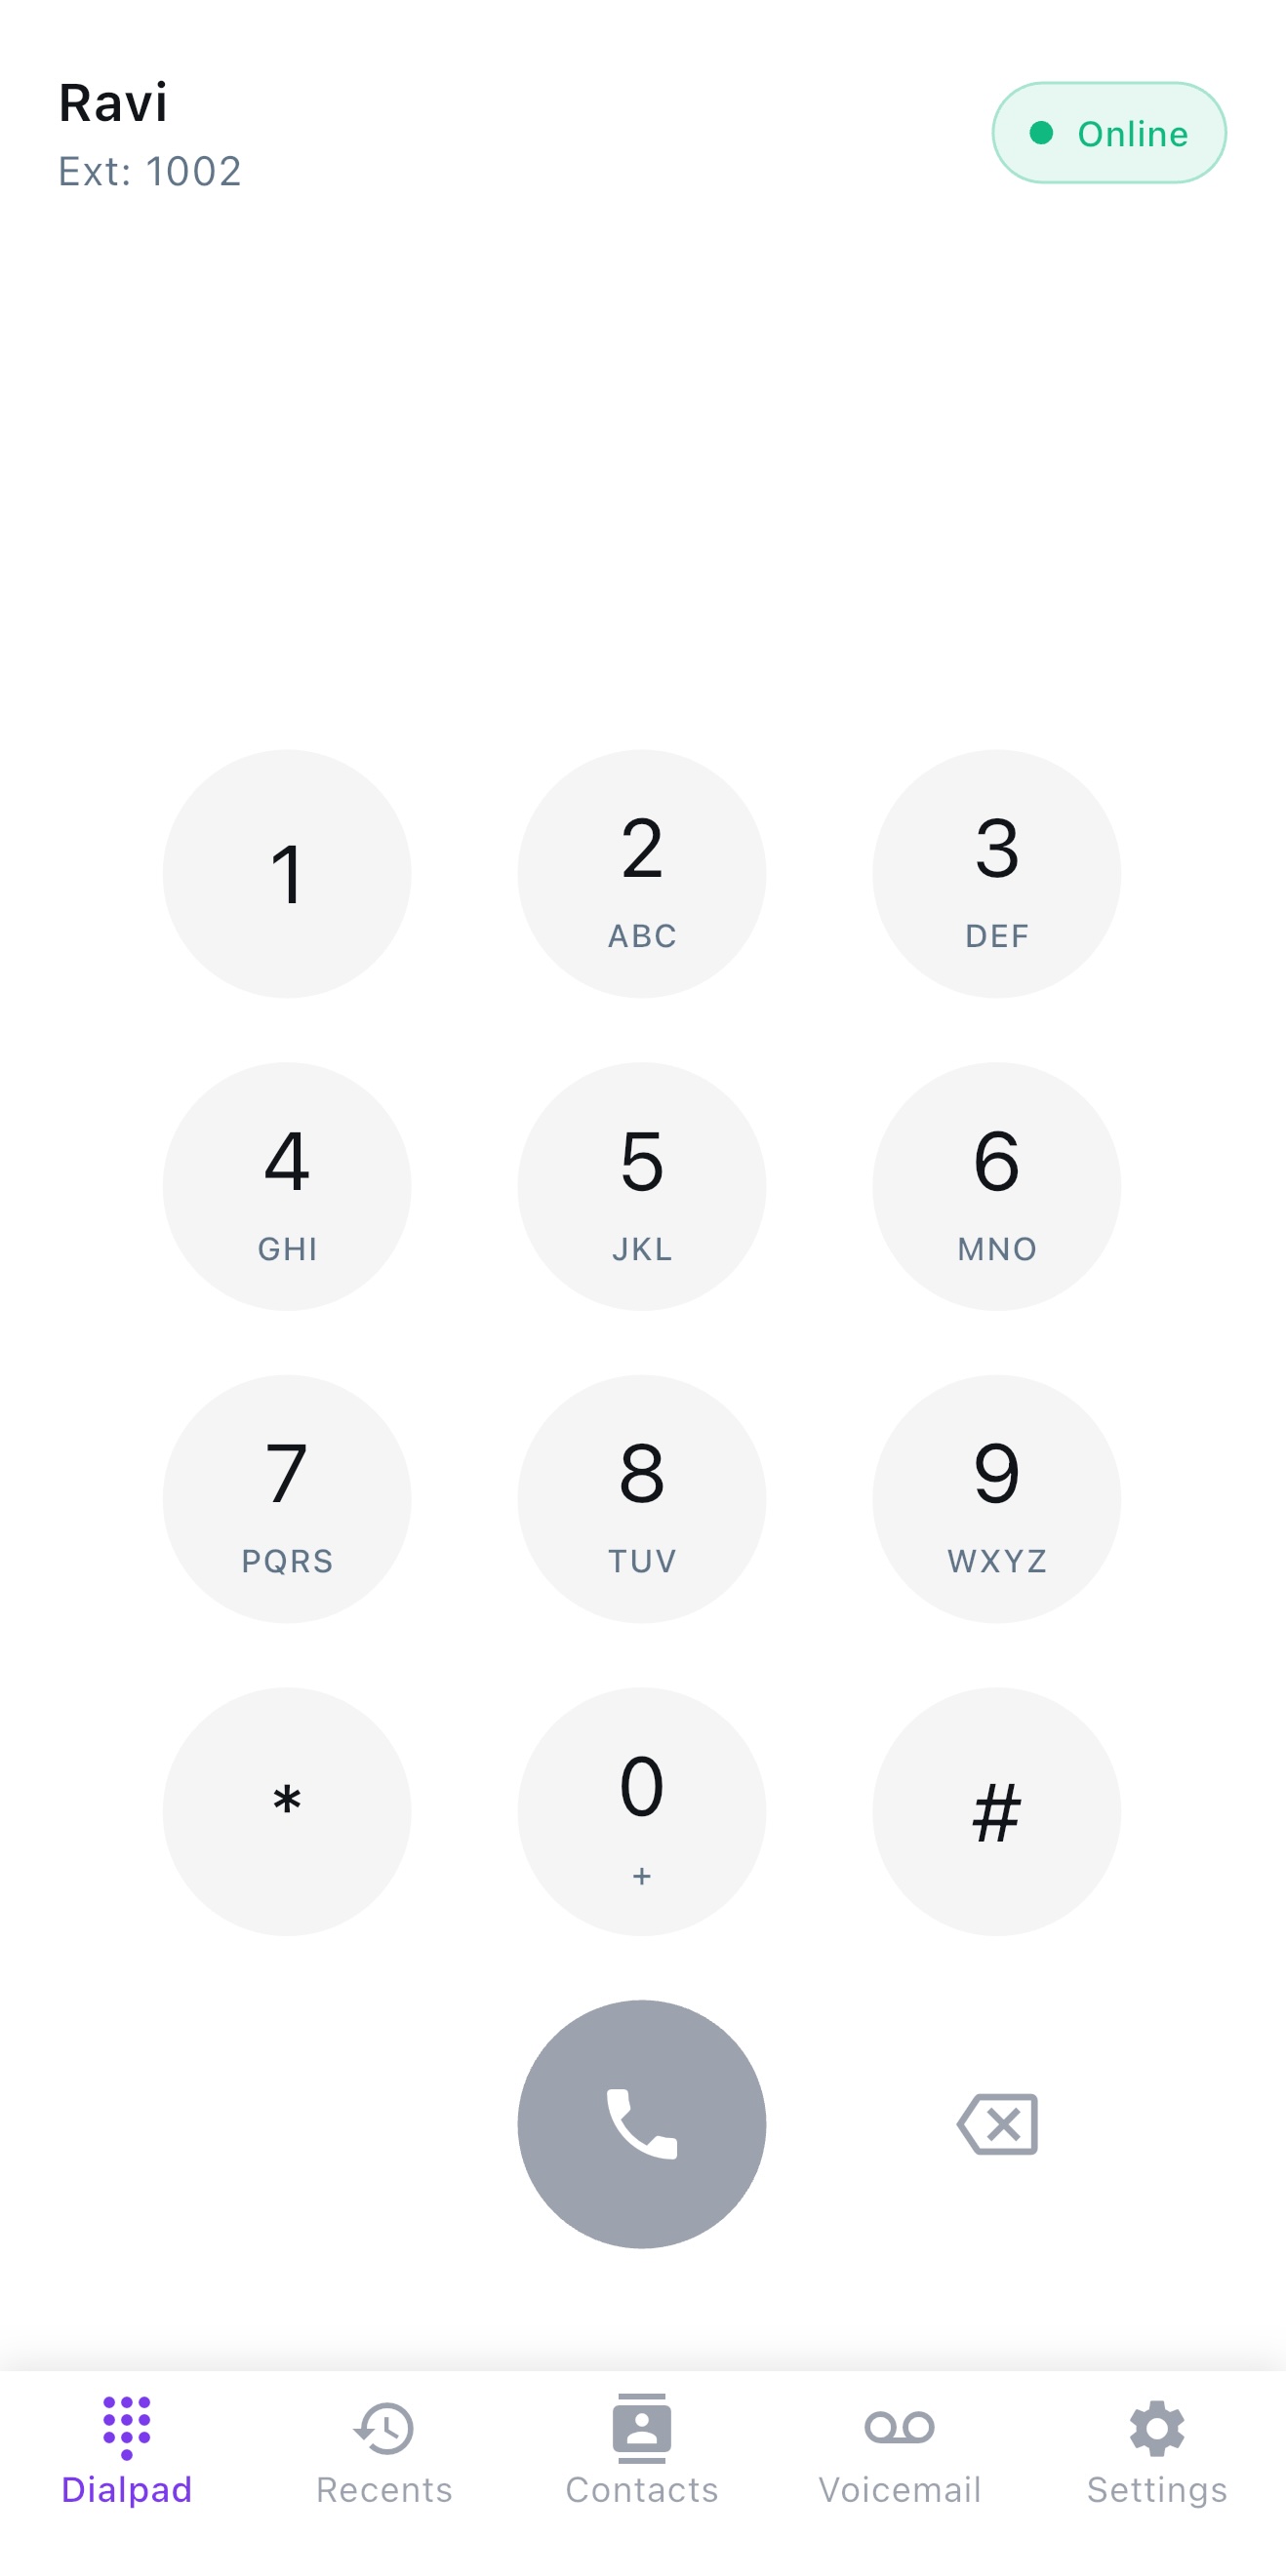 Ravi
Ext: 1002
Online
1
2
3
ABC
DEF
4
5
6
GHI
JKL
MNO
7
8
9
PQRS
TUV
WXYZ
*
0
#
+
Dialpad
Recents
Contacts
Voicemail
Settings